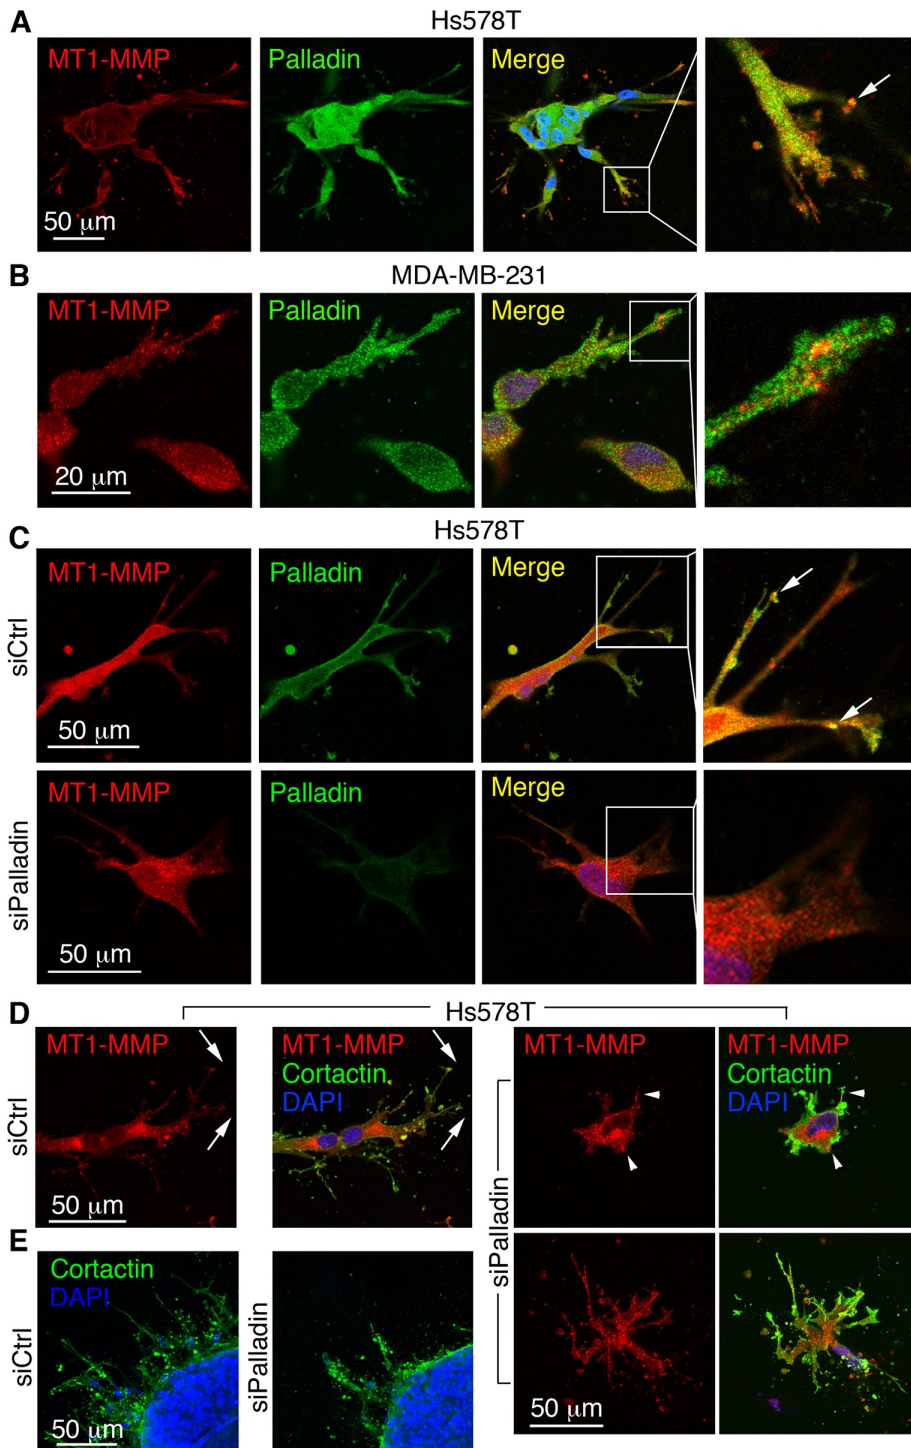 A
Hs578T
MT1-MMP
Palladin
Merge
50 μm
B
MDA-MB-231
MT1-MMP
Palladin
Merge
20 μm
C
Hs578T
siCtrl
MT1-MMP
Palladin
Merge
50 μm
siPalladin
MT1-MMP
Palladin
Merge
50 μm
D
Hs578T
siCtrl
MT1-MMP
50 μm
MT1-MMP
Cortactin
DAPI
siPalladin
MT1-MMP
MT1-MMP
Cortactin
DAPI
50 μm
E
siCtrl
Cortactin
DAPI
50 μm
siPalladin